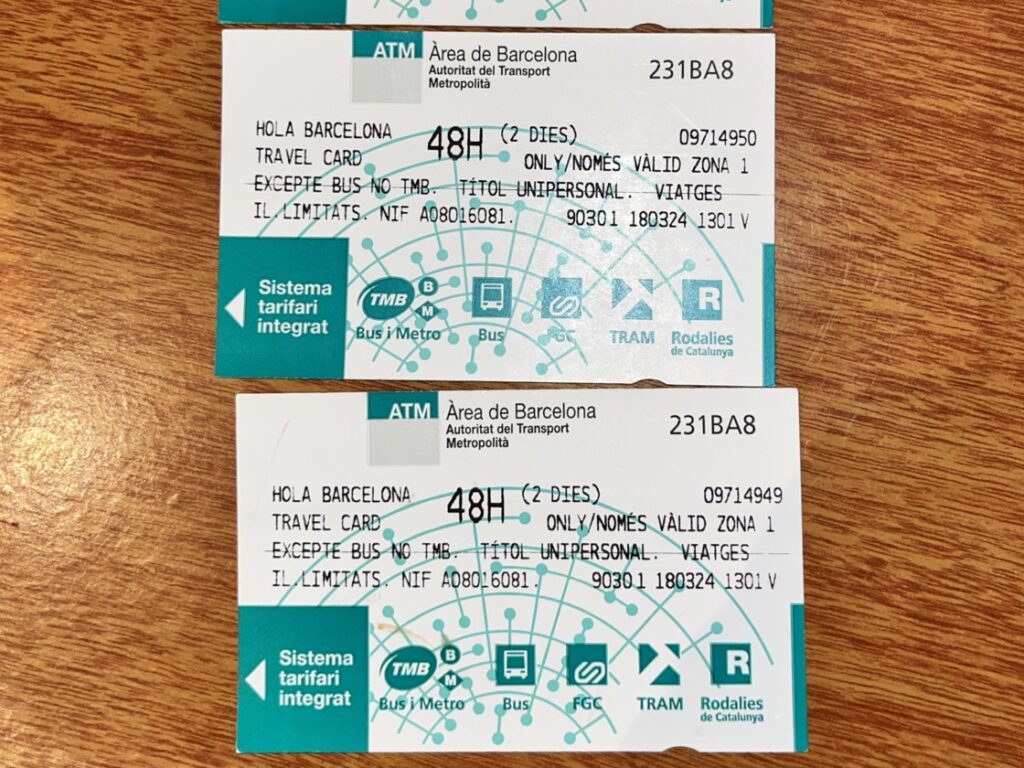 ATM Àrea de Barcelona
Autoritat del Transport
Metropolità
231BA8
HOLA BARCELONA 48H (2 DIES) 09714950
TRAVEL CARD ONLY/NOMÉS VÀLID ZONA 1
EXCEPTE BUS NO TMB. TÍTOL UNIPERSONAL. VIATGES
IL.LIMITATS. NIF A08016081. 90301 180324 1301 V
Sistema
tarifari
integrat
TMB B M
R
Bus i Metro Bus FGC TRAM Rodalies
de Catalunya
ATM Àrea de Barcelona
Autoritat del Transport
Metropolità
231BA8
HOLA BARCELONA 48H (2 DIES) 09714949
TRAVEL CARD ONLY/NOMÉS VÀLID ZONA 1
EXCEPTE BUS NO TMB. TÍTOL UNIPERSONAL. VIATGES
IL.LIMITATS. NIF A08016081. 90301 180324 1301 V
Sistema
tarifari
integrat
TMB B M
R
Bus i Metro Bus FGC TRAM Rodalies
de Catalunya